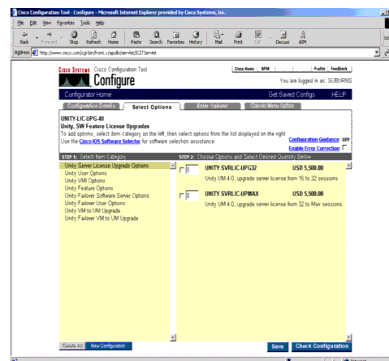 Cisco Configuration Tool - Configure - Microsoft Internet Explorer provided by Cisco Systems, Inc.
File Edit View Favorites Tools Help
Back Forward Stop Refresh Home Search Favorites History Mail Print Edit Discuss AIM
Address
Cisco Systems Cisco Configuration Tool
Cisco Home Profile Feedback
Configure
You are logged in as: SUBURNS
Configurator Home Get Saved Configs HELP
Configuration Details Select Options Enter Options
UNITY-LIC-UPG-40
Unity, SW Feature License Upgrade
To add options, select item category on the left, then select options from the list displayed on the right
Use the Cisco IOS Software Selector for software selection assistance.
Configuration Guidance OFF
Enable Error Correction
STEP 1: Select Item Category
STEP 2: Choose Options and Select Desired Quantity Below
Unity Server License Upgrade Options
Unity User Options
Unity VMI Options
Unity Feature Options
Unity Failover Software Server Options
Unity Failover User Options
Unity VM to UM Upgrade
Unity Failover VM to UM Upgrade
0 UNITY-SVRLIC-UPG32 USD 5,500.00
Unity UM 4.0, upgrade server license from 16 to 32 sessions
0 UNITY-SVRLIC-UPMAX USD 5,500.00
Unity UM 4.0, upgrade server license from 32 to Max sessions
Delete All New Configuration
Save Check Configuration